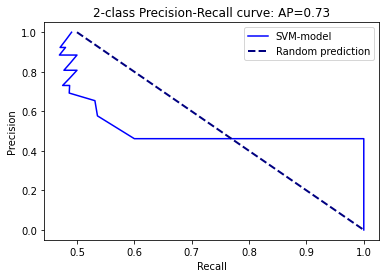 2-class Precision-Recall curve: AP=0.73
SVM-model
Random prediction
Precision
1.0
0.8
0.6
0.4
0.2
0.0
0.5 0.6 0.7 0.8 0.9 1.0
Recall